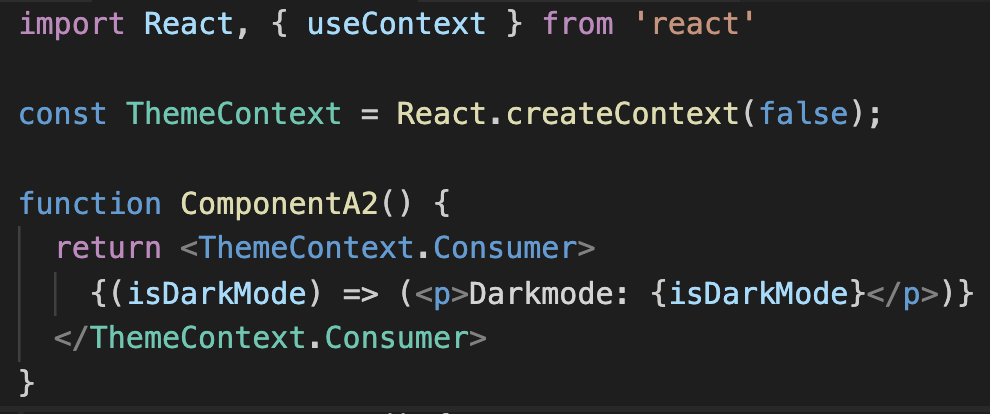 import React, { useContext } from 'react'
const ThemeContext = React.createContext(false);
function ComponentA2() {
return <ThemeContext.Consumer>
{(isDarkMode) => (<p>Darkmode: {isDarkMode}</p>)}
</ThemeContext.Consumer>
}